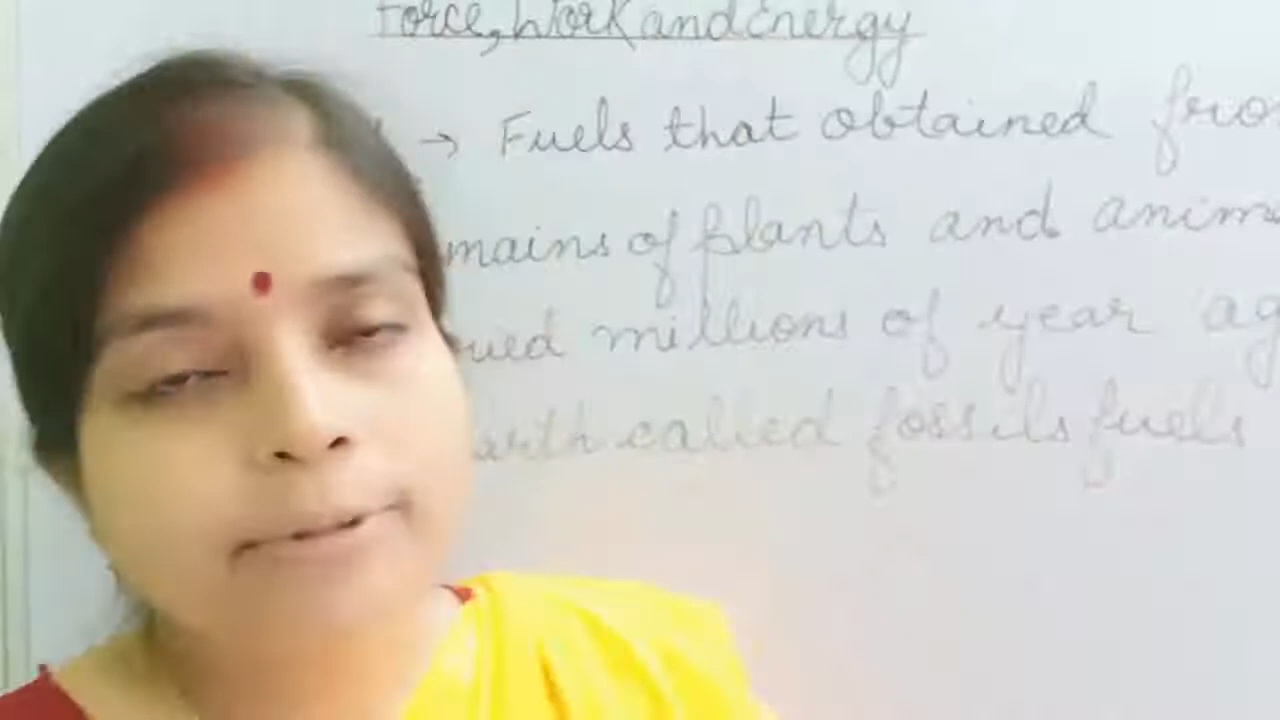 Force, Work and Energy
→ Fuels that obtained fro
mains of plants and anim
ried millions of year ag
arth called fossils fuels